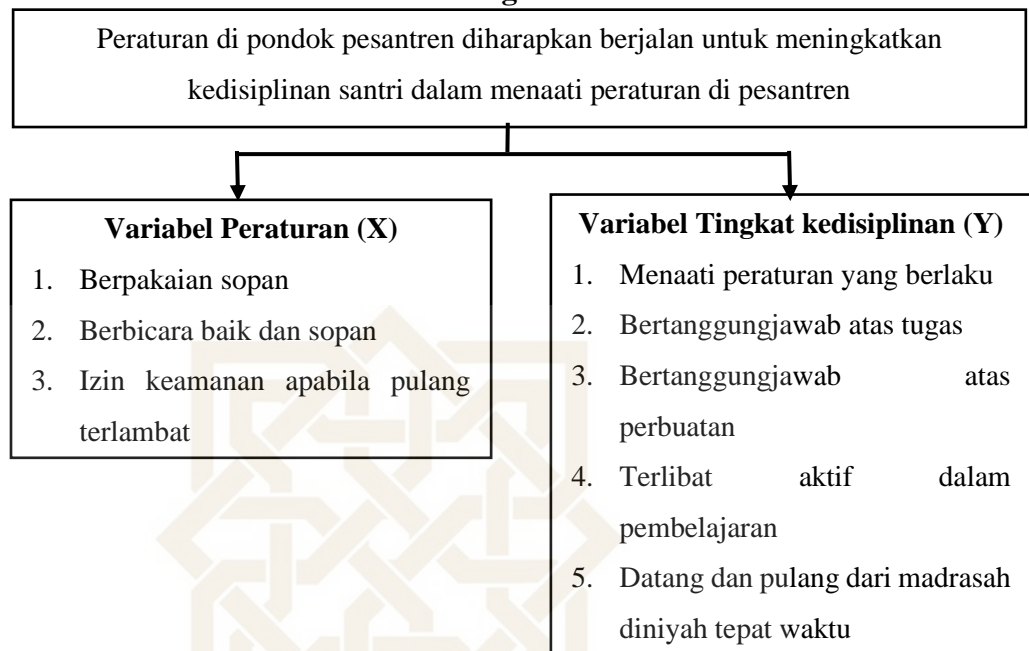 Peraturan di pondok pesantren diharapkan berjalan untuk meningkatkan
kedisiplinan santri dalam menaati peraturan di pesantren
Variabel Peraturan (X)
1. Berpakaian sopan
2. Berbicara baik dan sopan
3. Izin keamanan apabila pulang
terlambat
Variabel Tingkat kedisiplinan (Y)
1. Menaati peraturan yang berlaku
2. Bertanggungjawab atas tugas
3. Bertanggungjawab atas
perbuatan
4. Terlibat aktif dalam
pembelajaran
5. Datang dan pulang dari madrasah
diniyah tepat waktu